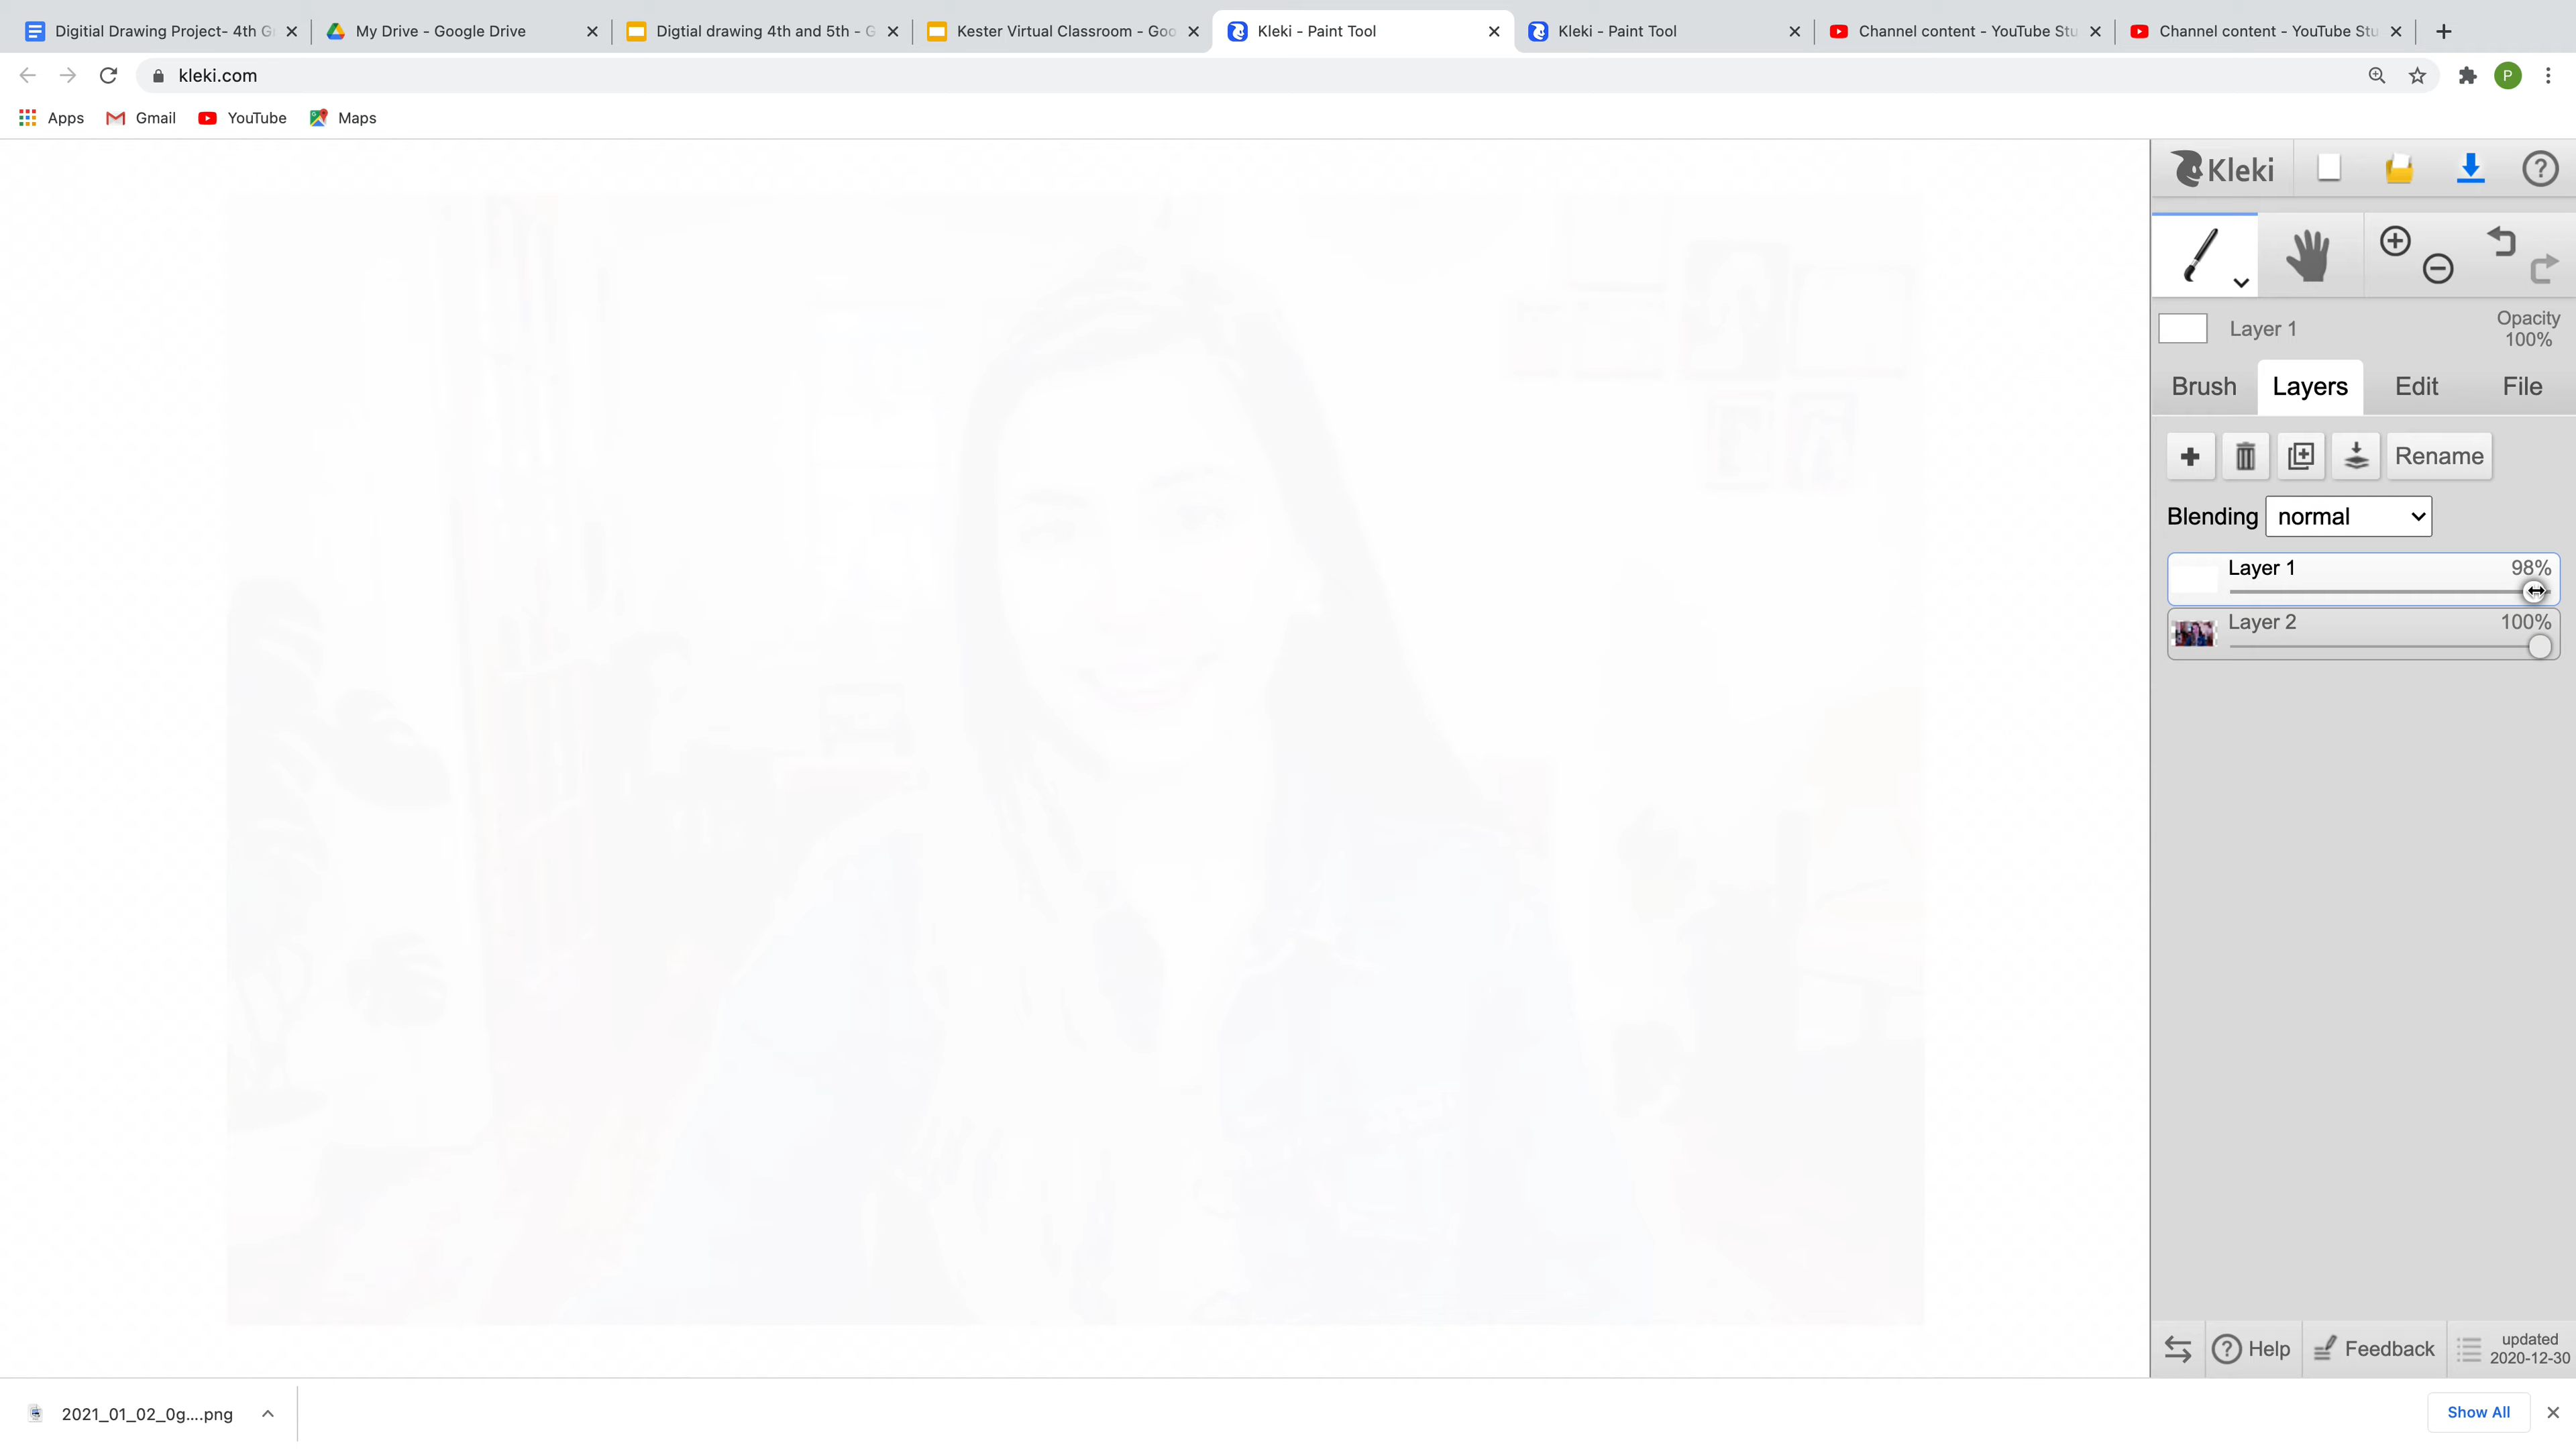 Digitial Drawing Project- 4th G
My Drive - Google Drive
Digtial drawing 4th and 5th - G
Kester Virtual Classroom - Goo
Kleki - Paint Tool
Kleki - Paint Tool
Channel content - YouTube Stu
Channel content - YouTube Stu
kleki.com
P
Apps
Gmail
YouTube
Maps
Kleki
Layer 1
Opacity
100%
Brush
Layers
Edit
File
Rename
Blending
normal
Layer 1
98%
Layer 2
100%
Help
Feedback
updated
2020-12-30
2021_01_02_0g....png
Show All